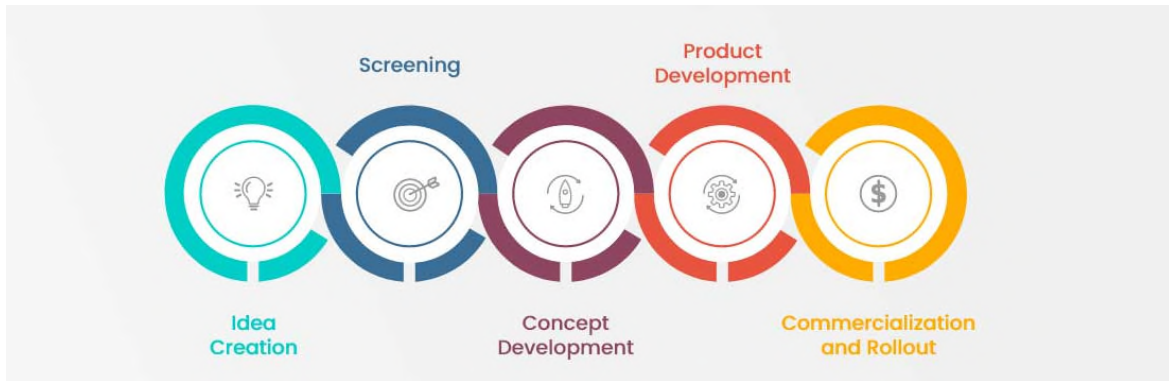 Idea
Creation
Screening
Concept
Development
Product
Development
Commercialization
and Rollout